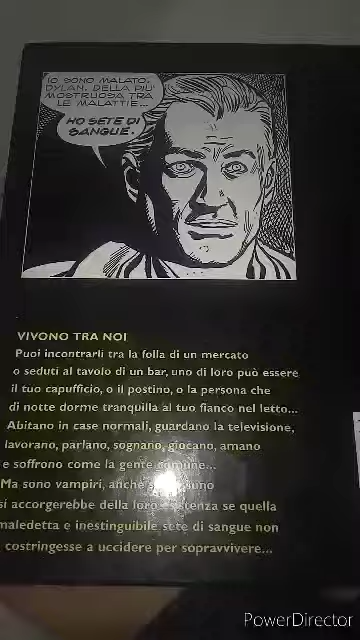 IO SONO MALATO,
DYLAN. DELLA PIU'
MOSTRUOSA TRA
LE MALATTIE...
HO SETE DI
SANGUE.
VIVONO TRA NOI
Puoi incontrarli tra la folla di un mercato
o seduti al tavolo di un bar, uno di loro può essere
il tuo capufficio, o il postino, o la persona che
di notte dorme tranquilla al tuo fianco nel letto...
Abitano in case normali, guardano la televisione,
lavorano, parlano, sognano, giocano, amano
e soffrono come la gente comune...
Ma sono vampiri, anche
si accorgerebbe della loro esistenza se quella
maledetta e inestinguibile sete di sangue non
costringesse a uccidere per sopravvivere...
PowerDirector